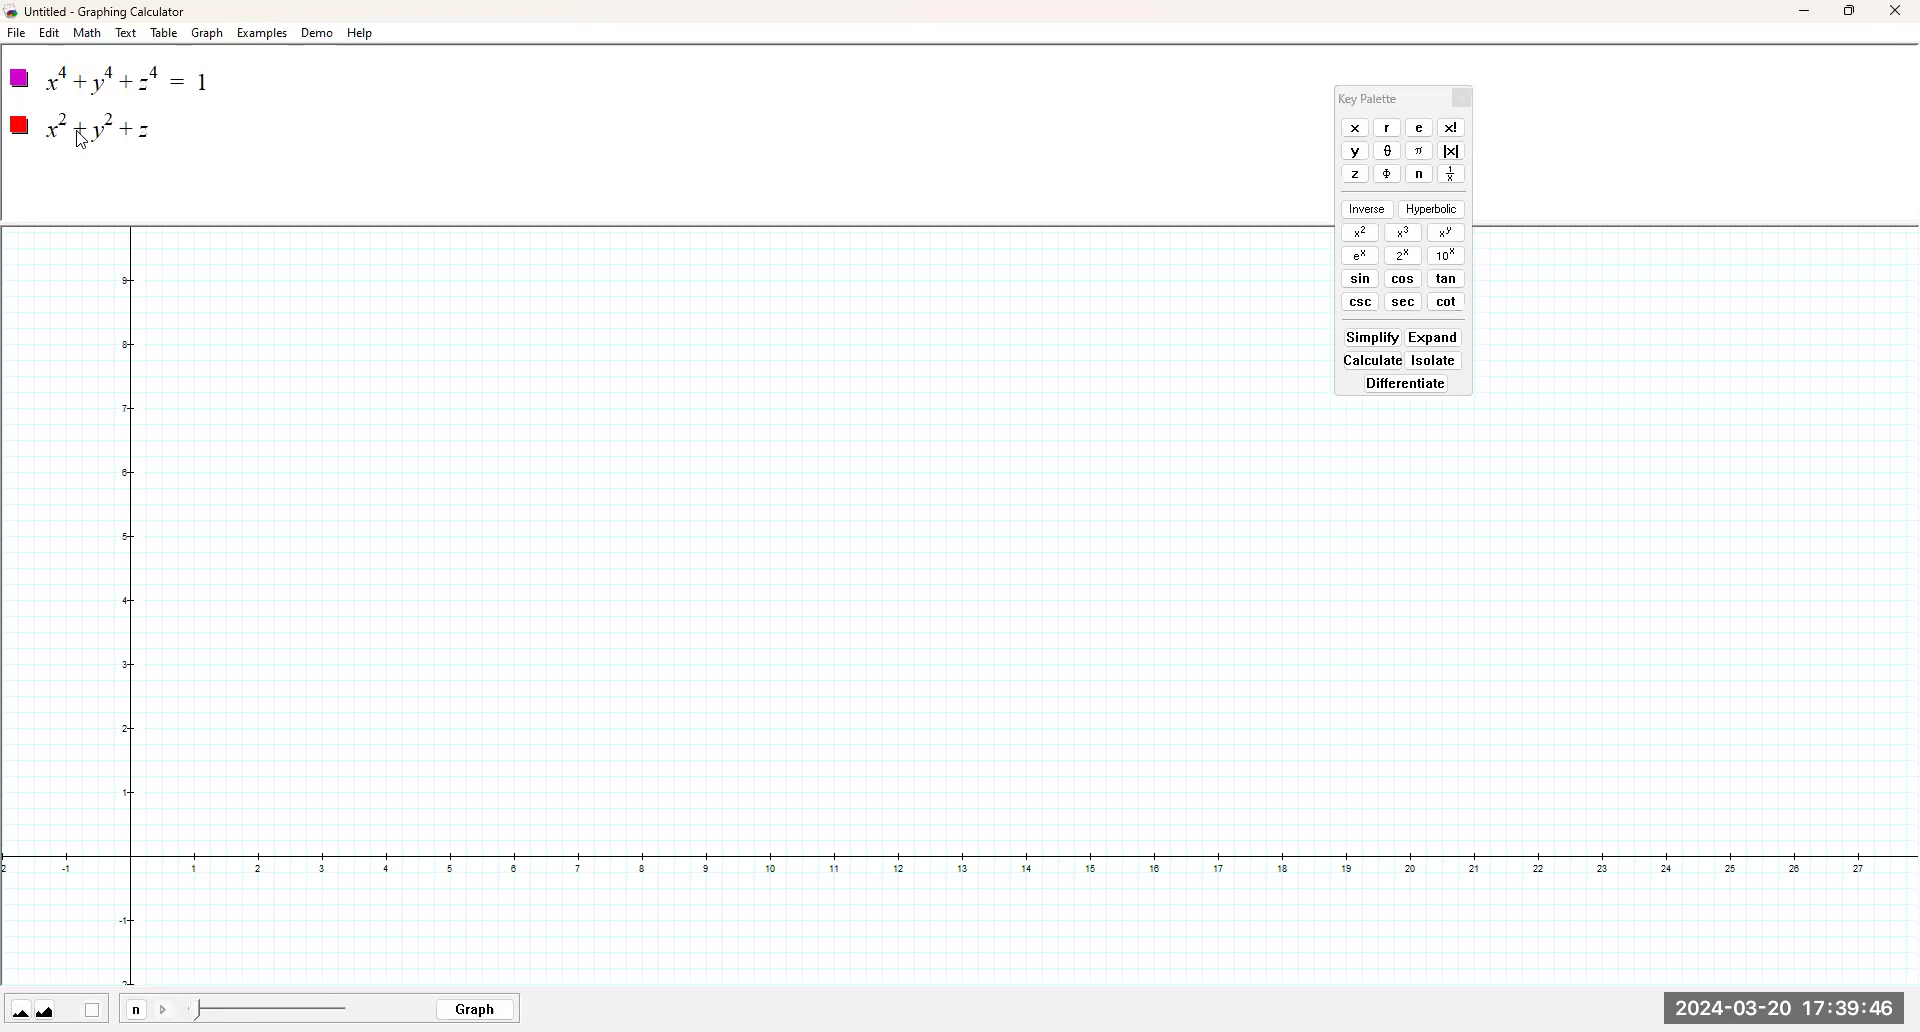 Untitled - Graphing Calculator
File Edit Math Text Table Graph Examples Demo Help
x⁴ + y⁴ + z⁴ = 1
x² + y² + z
Key Palette
x r e x!
y θ π |x|
z Φ n 1/x
Inverse Hyperbolic
x² x³ xʸ
eˣ 2ˣ 10ˣ
sin cos tan
csc sec cot
Simplify Expand
Calculate Isolate
Differentiate
9
8
7
6
5
4
3
2
1
2 -1 1 2 3 4 5 6 7 8 9 10 11 12 13 14 15 16 17 18 19 20 21 22 23 24 25 26 27
-1
n Graph
2024-03-20 17:39:46